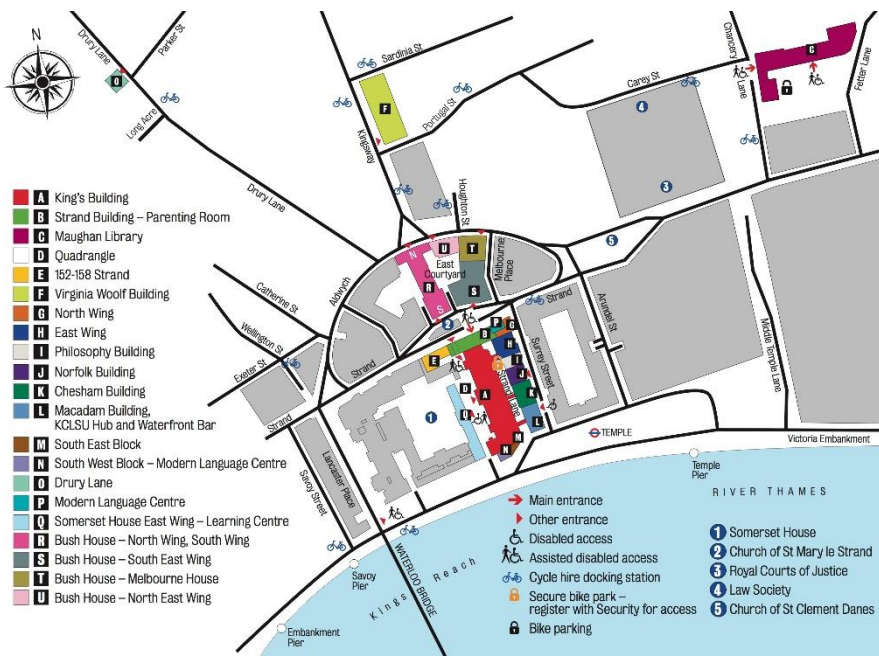 N
Drury Lane
Parker St
O
Long Acre
Drury Lane
Sardinia St
Kingsway
F
Portugal St
Carey St
4
3
Chancery
Lane
C
Fetter Lane
Houghton St
5
A King's Building
B Strand Building – Parenting Room
C Maughan Library
D Quadrangle
E 152-158 Strand
F Virginia Woolf Building
G North Wing
H East Wing
I Philosophy Building
J Norfolk Building
K Chesham Building
L Macadam Building,
KCLSU Hub and Waterfront Bar
M South East Block
N South West Block – Modern Language Centre
O Drury Lane
P Modern Language Centre
Q Somerset House East Wing – Learning Centre
R Bush House – North Wing, South Wing
S Bush House – South East Wing
T Bush House – Melbourne House
U Bush House – North East Wing
Aldwych
N
U
T
East
Courtyard
Melbourne
Place
R
S
S
Catherine St
Wellington St
Exeter St
Strand
Strand
Strand
2
P
G
B
H
E
I
J
D
A
K
Q
L
M
N
1
Strand Lane
Surrey Street
Arundel St
Middle Temple Lane
TEMPLE
Victoria Embankment
Temple
Pier
Lancaster Place
Savoy Street
Savoy
Pier
Embankment
Pier
WATERLOO BRIDGE
Kings Reach
RIVER THAMES
Main entrance
Other entrance
Disabled access
Assisted disabled access
Cycle hire docking station
Secure bike park –
register with Security for access
Bike parking
1 Somerset House
2 Church of St Mary le Strand
3 Royal Courts of Justice
4 Law Society
5 Church of St Clement Danes